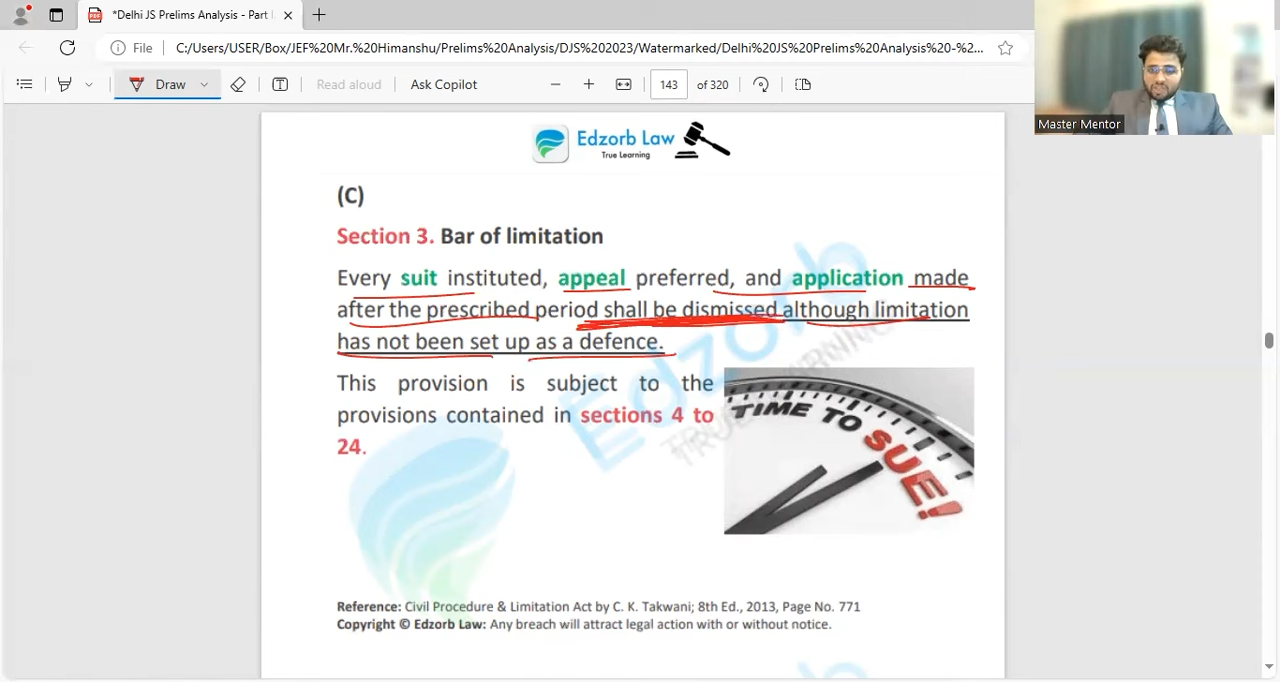 *Delhi JS Prelims Analysis - Part I
File
C:/Users/USER/Box/JEF%20Mr.%20Himanshu/Prelims%20Analysis/DJS%202023/Watermarked/Delhi%20JS%20Prelims%20Analysis%20-%2...
Draw
Read aloud
Ask Copilot
143 of 320
Master Mentor
Edzorb Law
True Learning
(C)
Section 3. Bar of limitation
Every suit instituted, appeal preferred, and application made
after the prescribed period shall be dismissed although limitation
has not been set up as a defence.
This provision is subject to the
provisions contained in sections 4 to
24.
TIME TO SUE!
Edzorb
Reference: Civil Procedure & Limitation Act by C. K. Takwani; 8th Ed., 2013, Page No. 771
Copyright © Edzorb Law: Any breach will attract legal action with or without notice.